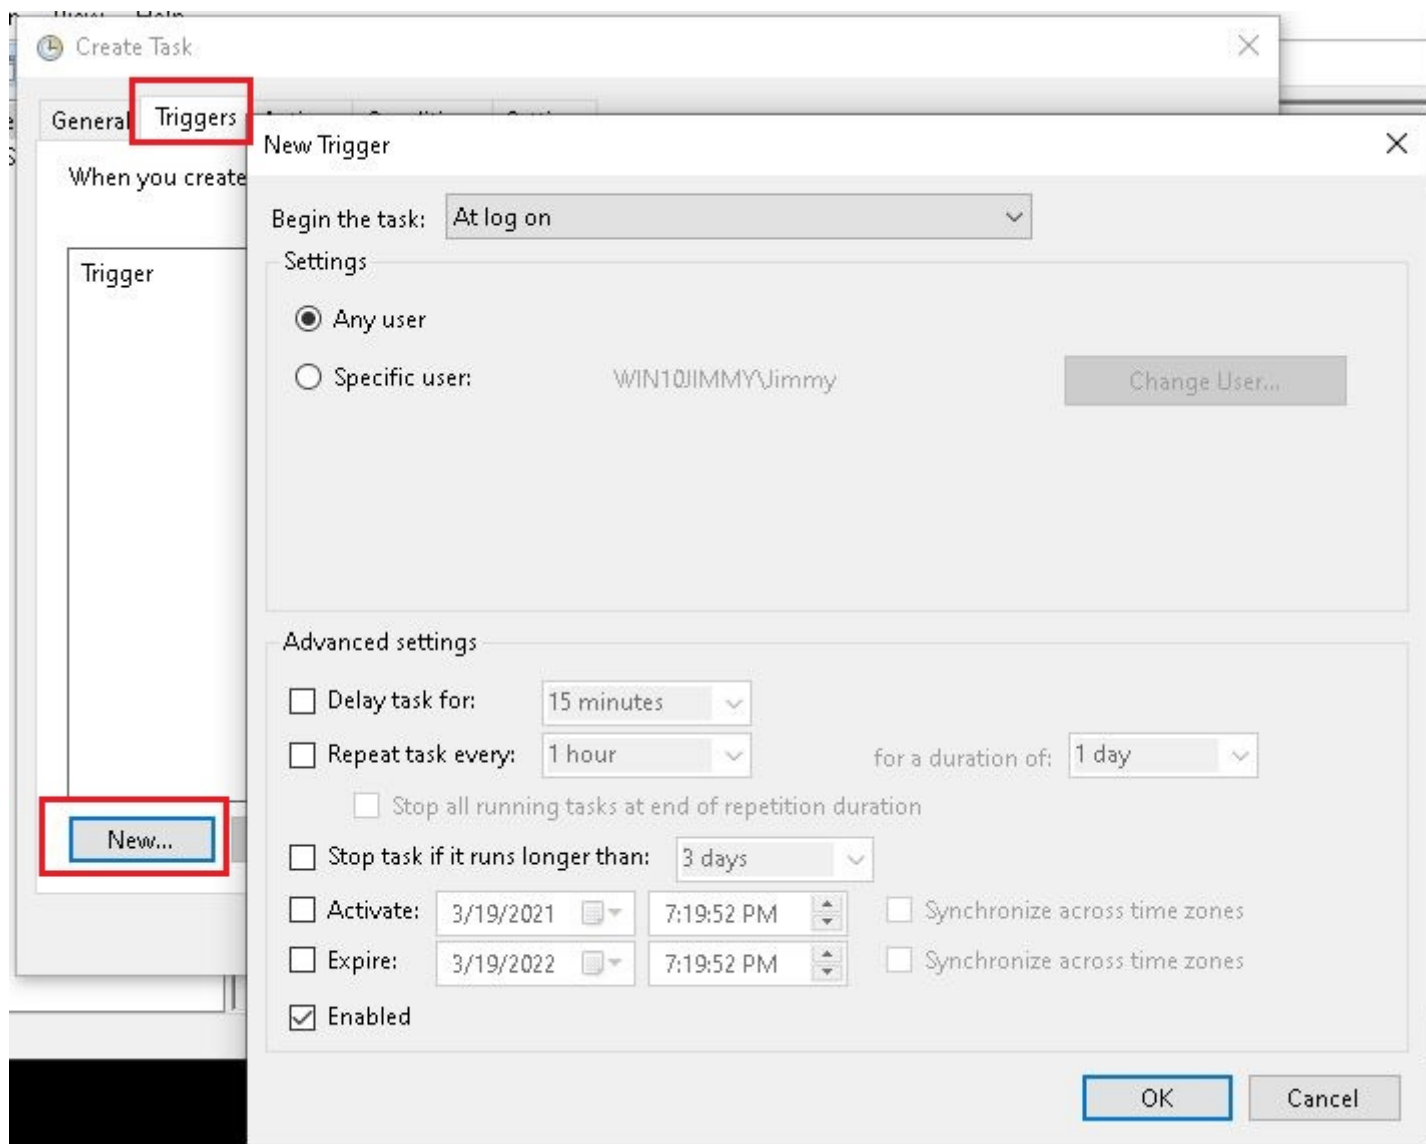 View Help
Create Task
General Triggers
New Trigger
When you create
Begin the task: At log on
Trigger
Settings
Any user
Specific user: WIN10JIMMY\Jimmy Change User...
Advanced settings
Delay task for: 15 minutes
Repeat task every: 1 hour for a duration of: 1 day
Stop all running tasks at end of repetition duration
New...
Stop task if it runs longer than: 3 days
Activate: 3/19/2021 7:19:52 PM Synchronize across time zones
Expire: 3/19/2022 7:19:52 PM Synchronize across time zones
Enabled
OK Cancel